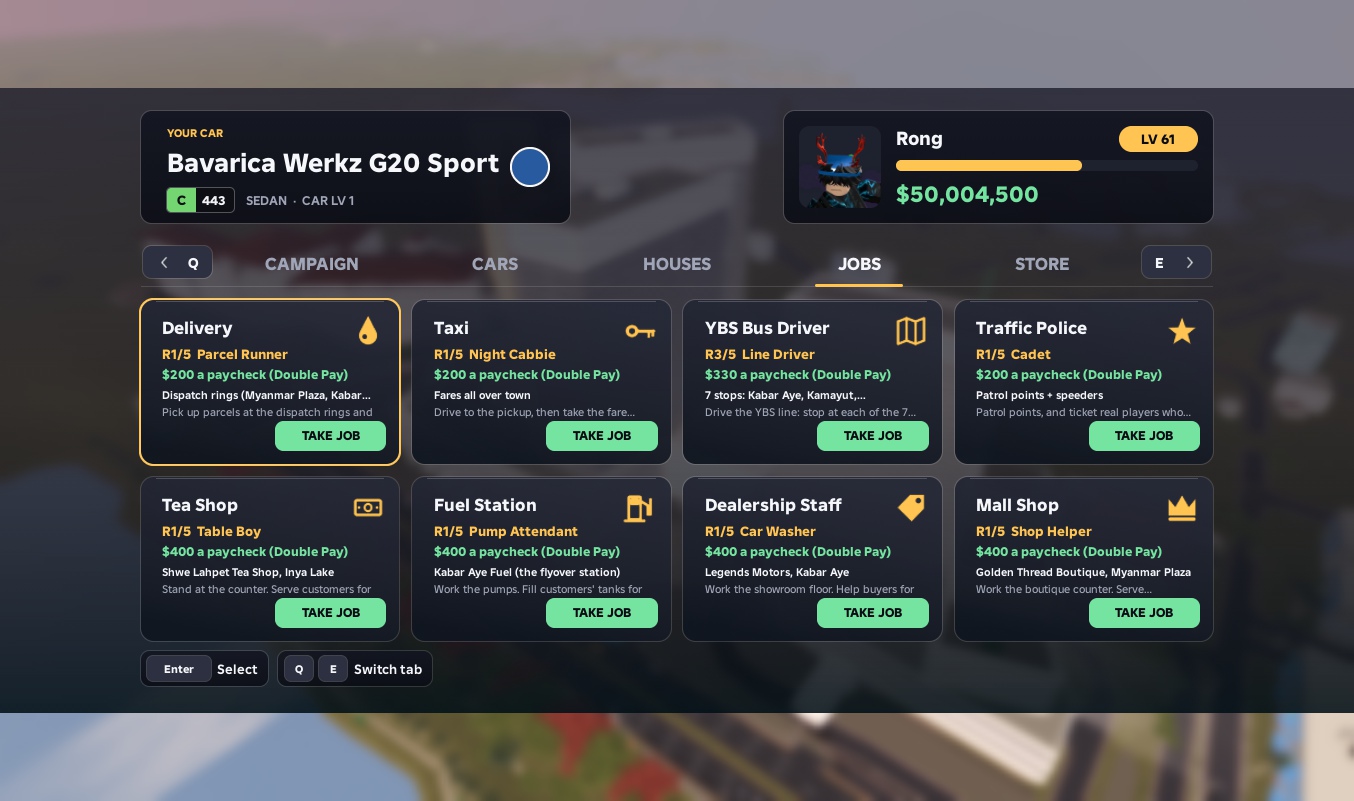 YOUR CAR
Bavarica Werkz G20 Sport
C 443 SEDAN · CAR LV 1
Rong
LV 61
$50,004,500
Q
CAMPAIGN
CARS
HOUSES
JOBS
STORE
E
Delivery
R1/5 Parcel Runner
$200 a paycheck (Double Pay)
Dispatch rings (Myanmar Plaza, Kabar...
Pick up parcels at the dispatch rings and
TAKE JOB
Taxi
R1/5 Night Cabbie
$200 a paycheck (Double Pay)
Fares all over town
Drive to the pickup, then take the fare...
TAKE JOB
YBS Bus Driver
R3/5 Line Driver
$330 a paycheck (Double Pay)
7 stops: Kabar Aye, Kamayut,...
Drive the YBS line: stop at each of the 7...
TAKE JOB
Traffic Police
R1/5 Cadet
$200 a paycheck (Double Pay)
Patrol points + speeders
Patrol points, and ticket real players who...
TAKE JOB
Tea Shop
R1/5 Table Boy
$400 a paycheck (Double Pay)
Shwe Lahpet Tea Shop, Inya Lake
Stand at the counter. Serve customers for
TAKE JOB
Fuel Station
R1/5 Pump Attendant
$400 a paycheck (Double Pay)
Kabar Aye Fuel (the flyover station)
Work the pumps. Fill customers' tanks for
TAKE JOB
Dealership Staff
R1/5 Car Washer
$400 a paycheck (Double Pay)
Legends Motors, Kabar Aye
Work the showroom floor. Help buyers for
TAKE JOB
Mall Shop
R1/5 Shop Helper
$400 a paycheck (Double Pay)
Golden Thread Boutique, Myanmar Plaza
Work the boutique counter. Serve...
TAKE JOB
Enter Select
Q E Switch tab